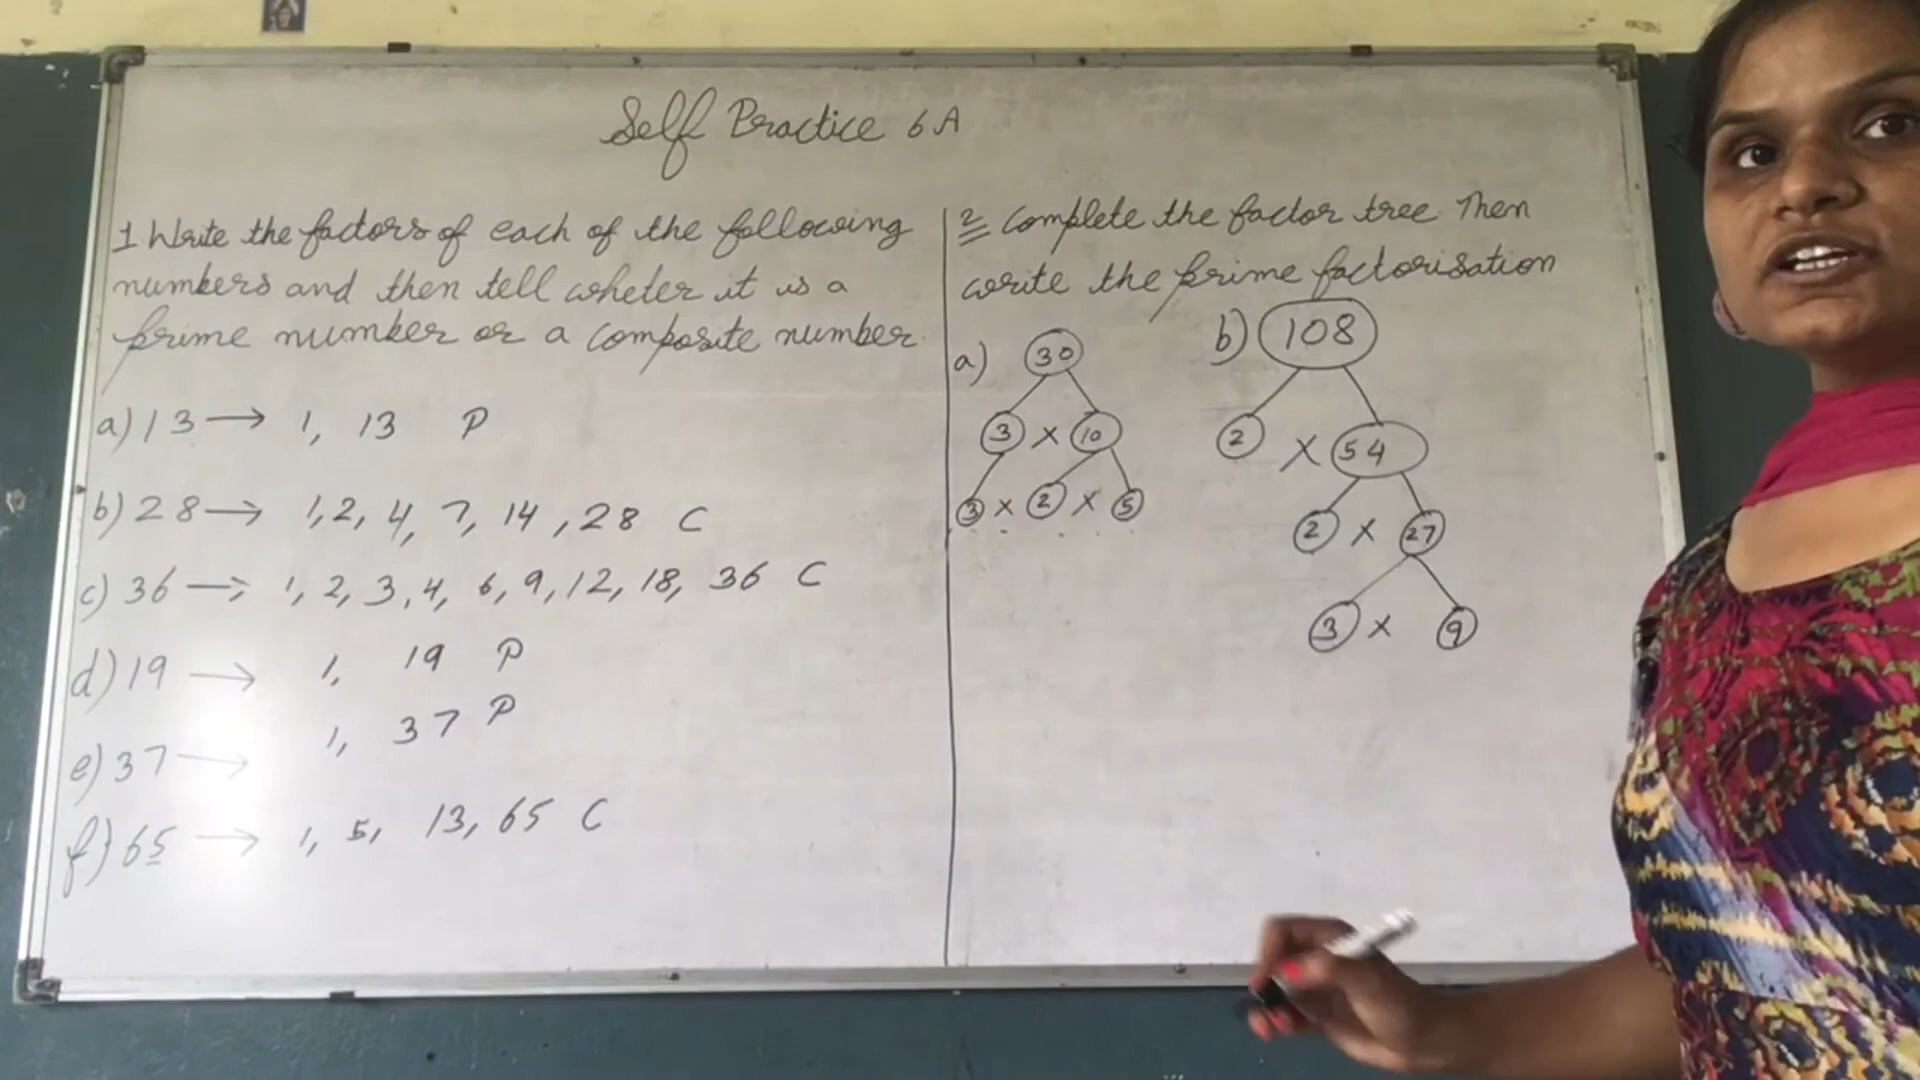 Self Practice 6A
1 Write the factors of each of the following
numbers and then tell wheter it is a
prime number or a composite number.
a) 13 → 1, 13 P
b) 28 → 1, 2, 4, 7, 14, 28 C
c) 36 → 1, 2, 3, 4, 6, 9, 12, 18, 36 C
d) 19 → 1, 19 P
e) 37 → 1, 37 P
f) 65 → 1, 5, 13, 65 C
2 Complete the factor tree. Then
write the prime factorisation
a) 30
3 × 10
3 × 2 × 5
b) 108
2 × 54
2 × 27
3 × 9